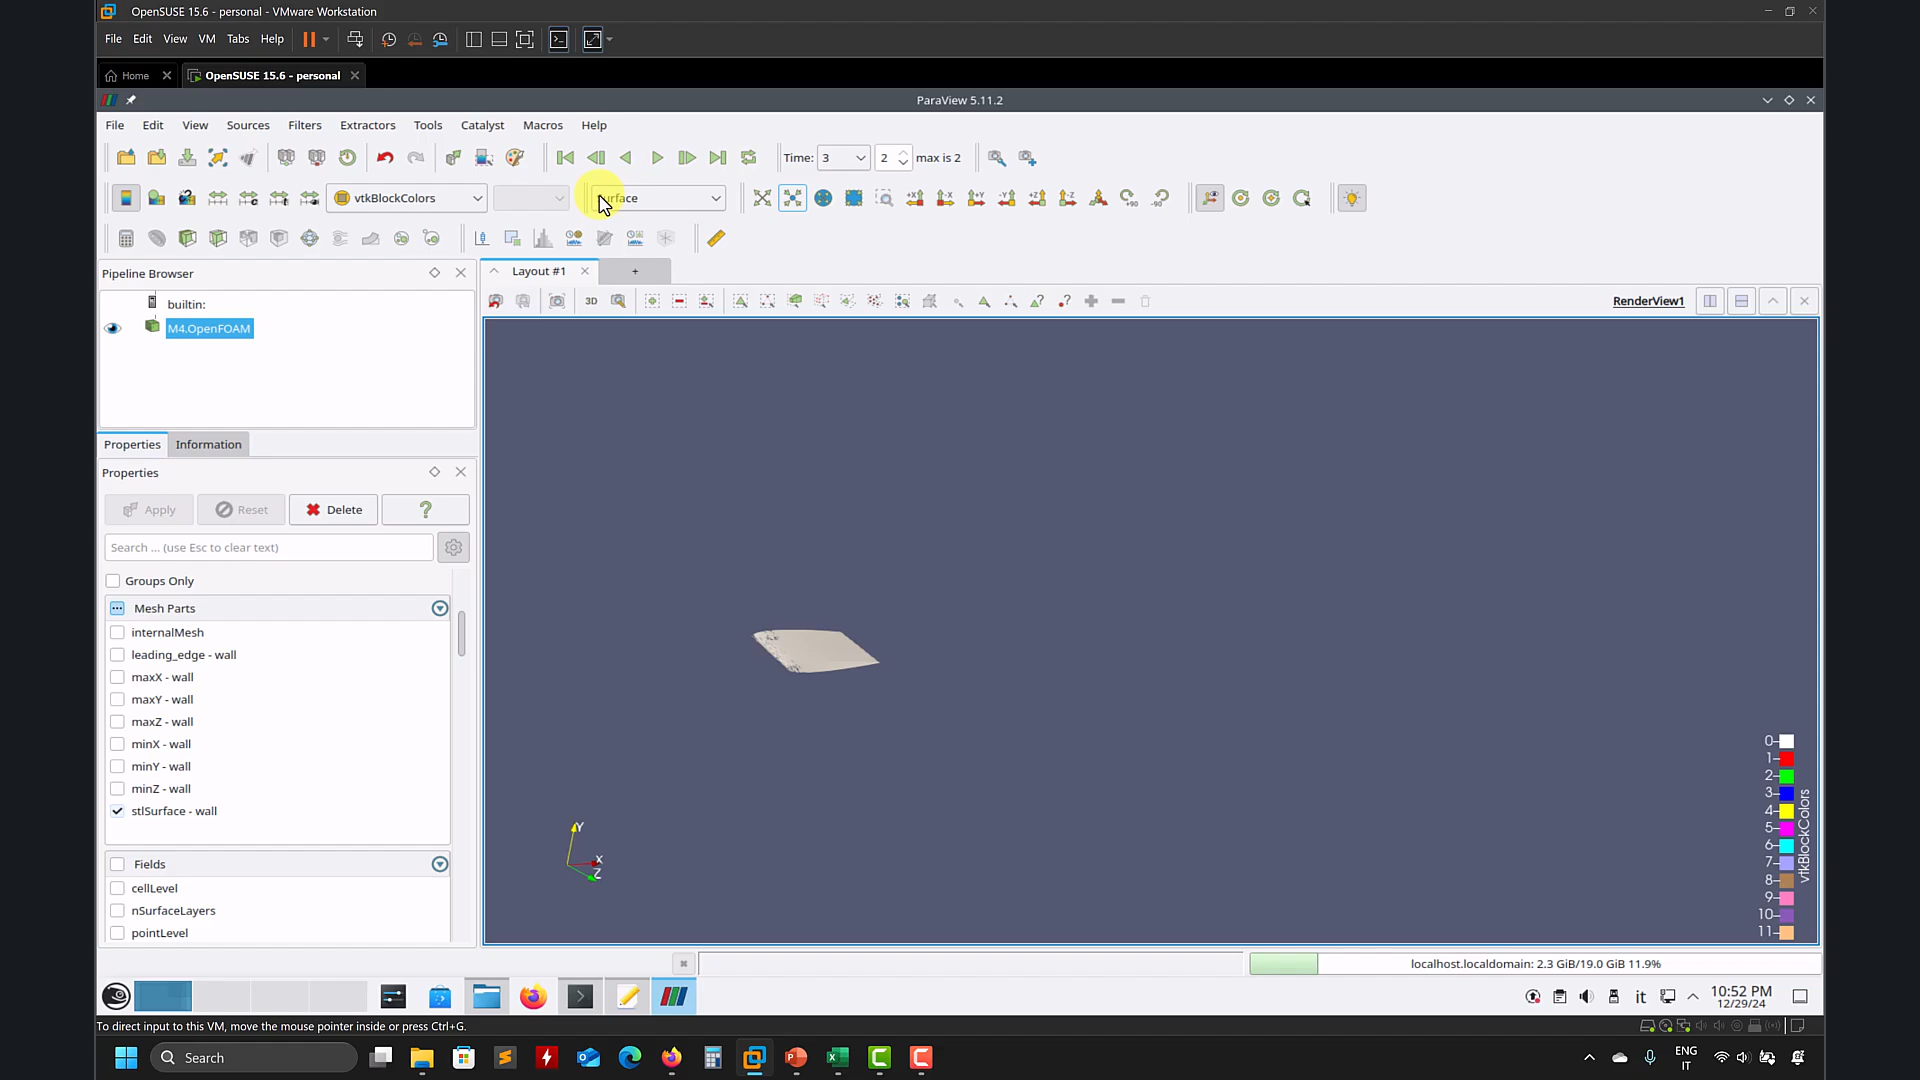 OpenSUSE 15.6 - personal - VMware Workstation
File Edit View VM Tabs Help
Home OpenSUSE 15.6 - personal
ParaView 5.11.2
File Edit View Sources Filters Extractors Tools Catalyst Macros Help
Time: 3 2 max is 2
vtkBlockColors
Pipeline Browser
Layout #1 +
3D
RenderView1
builtin:
M4.OpenFOAM
Properties Information
Properties
Apply Reset Delete ?
Search ... (use Esc to clear text)
Groups Only
Mesh Parts
internalMesh
leading_edge - wall
maxX - wall
maxY - wall
maxZ - wall
minX - wall
minY - wall
minZ - wall
stlSurface - wall
Fields
cellLevel
nSurfaceLayers
pointLevel
Y
X
Z
0
1
2
3
4
5
6
7
8
9
10
11
vtkBlockColors
localhost.localdomain: 2.3 GiB/19.0 GiB 11.9%
it
10:52 PM
12/29/24
To direct input to this VM, move the mouse pointer inside or press Ctrl+G.
Search
ENG
IT